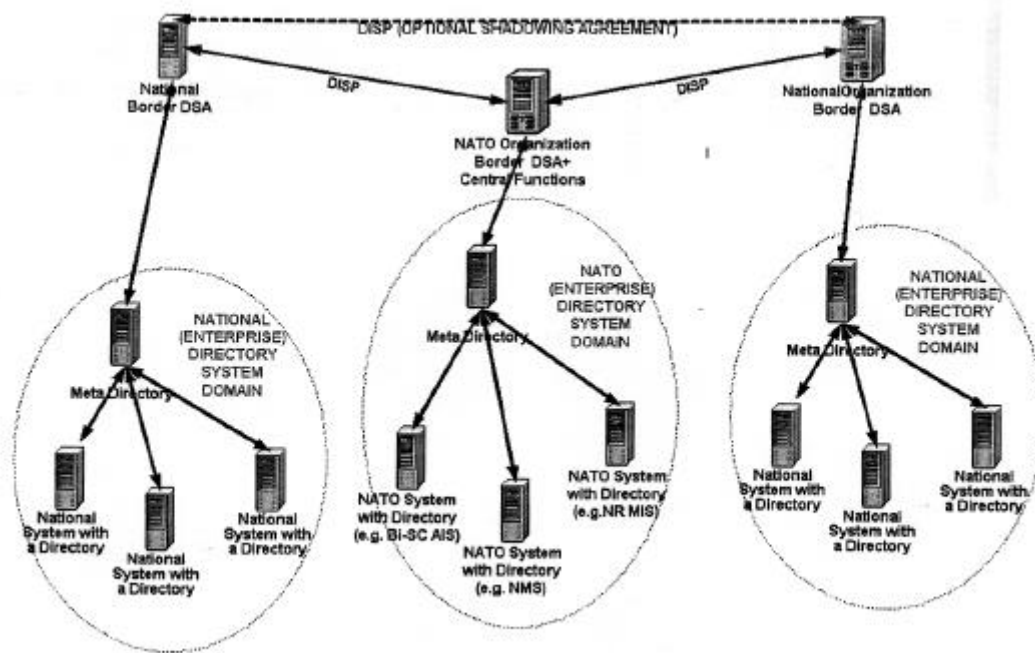 DISP (OPTIONAL SHADOWING AGREEMENT)
National
Border DSA
DISP
DISP
NationalOrganization
Border DSA
NATO Organization
Border DSA+
Central Functions
NATIONAL
(ENTERPRISE)
DIRECTORY
SYSTEM
DOMAIN
Meta Directory
National
System with
a Directory
National
System with
a Directory
National
System with
a Directory
NATO
(ENTERPRISE)
DIRECTORY
SYSTEM
DOMAIN
Meta Directory
NATO System
with Directory
(e.g. Bi-SC AIS)
NATO System
with Directory
(e.g. NMS)
NATO System
with Directory
(e.g.NR MIS)
NATIONAL
(ENTERPRISE)
DIRECTORY
SYSTEM
DOMAIN
Meta Directory
National
System with
a Directory
National
System with
a Directory
National
System with
a Directory